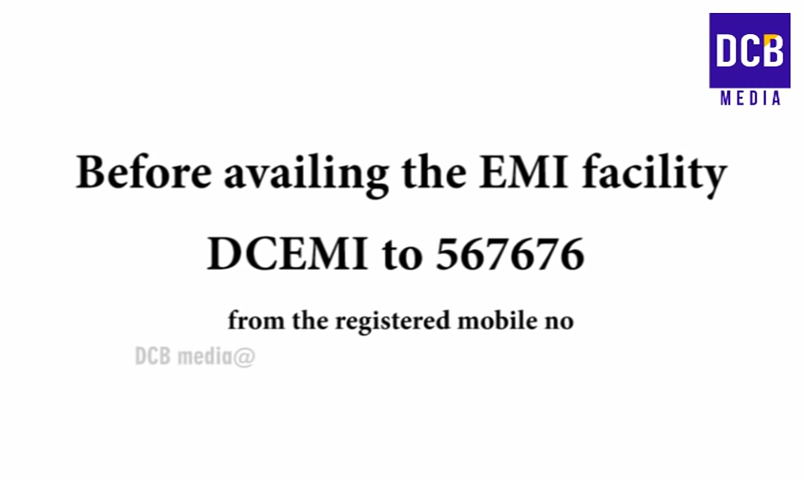 DCB
MEDIA
Before availing the EMI facility
DCEMI to 567676
from the registered mobile no
DCB media@